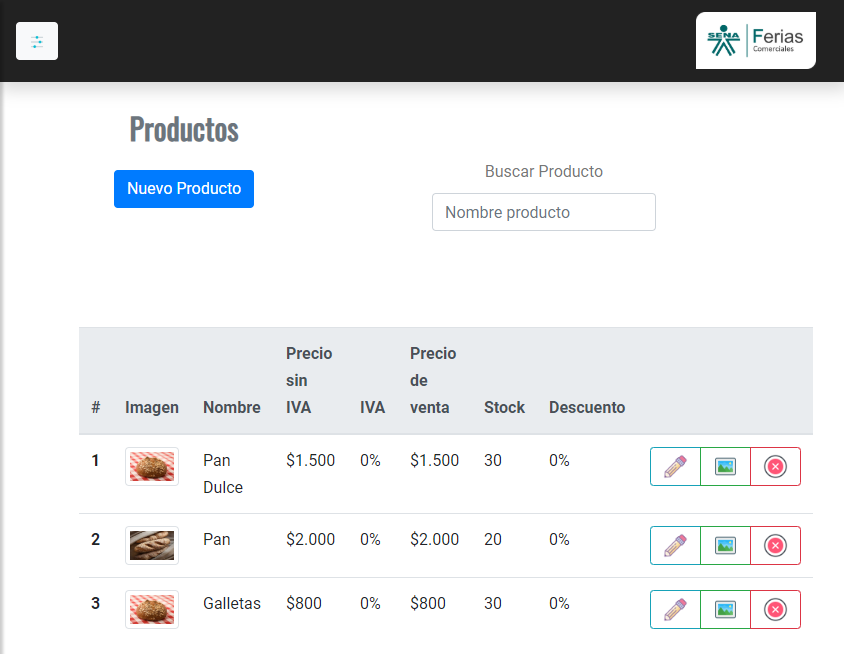 SENA
Ferias
Comerciales
Productos
Nuevo Producto
Buscar Producto
Nombre producto
# Imagen Nombre Precio sin IVA IVA Precio de venta Stock Descuento
1 Pan Dulce $1.500 0% $1.500 30 0%
2 Pan $2.000 0% $2.000 20 0%
3 Galletas $800 0% $800 30 0%